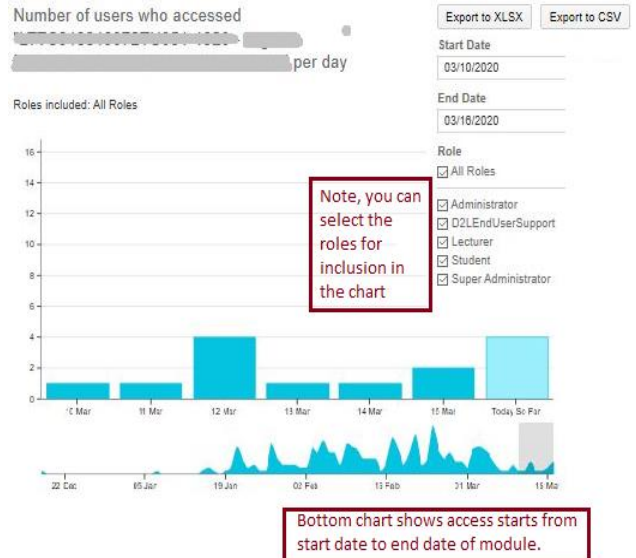 Number of users who accessed
per day
Roles included: All Roles
Export to XLSX
Export to CSV
Start Date
03/10/2020
End Date
03/16/2020
Role
All Roles
Administrator
D2LEndUserSupport
Lecturer
Student
Super Administrator
Note, you can
select the
roles for
inclusion in
the chart
16
14
12
10
8
6
4
2
0
10 Mar 11 Mar 12 Mar 13 Mar 14 Mar 15 Mar Today So Far
22 Dec 05 Jan 19 Jan 02 Feb 15 Feb 01 Mar 15 Mar
Bottom chart shows access starts from
start date to end date of module.